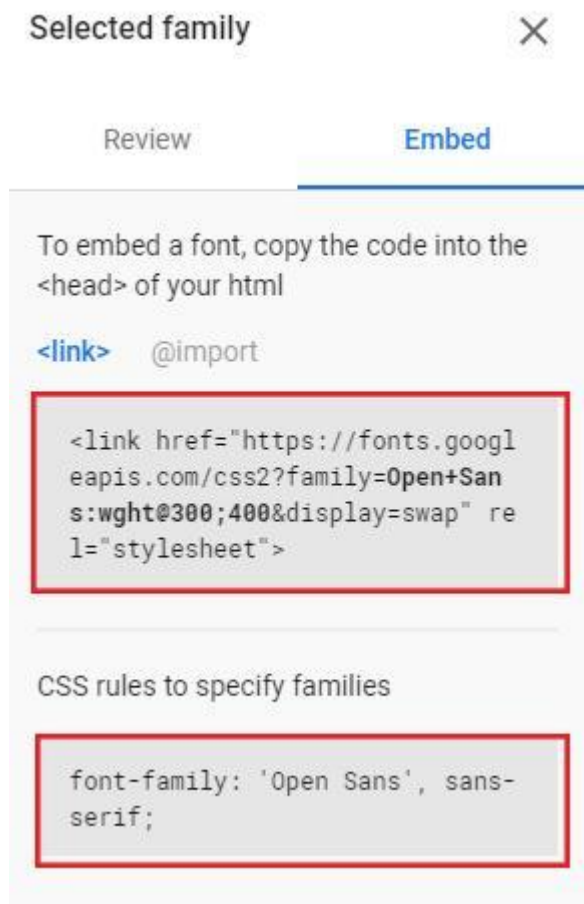 Selected family
Review Embed
To embed a font, copy the code into the
<head> of your html
<link> @import
<link href="https://fonts.googl
eapis.com/css2?family=Open+San
s:wght@300;400&display=swap" re
l="stylesheet">
CSS rules to specify families
font-family: 'Open Sans', sans-
serif;